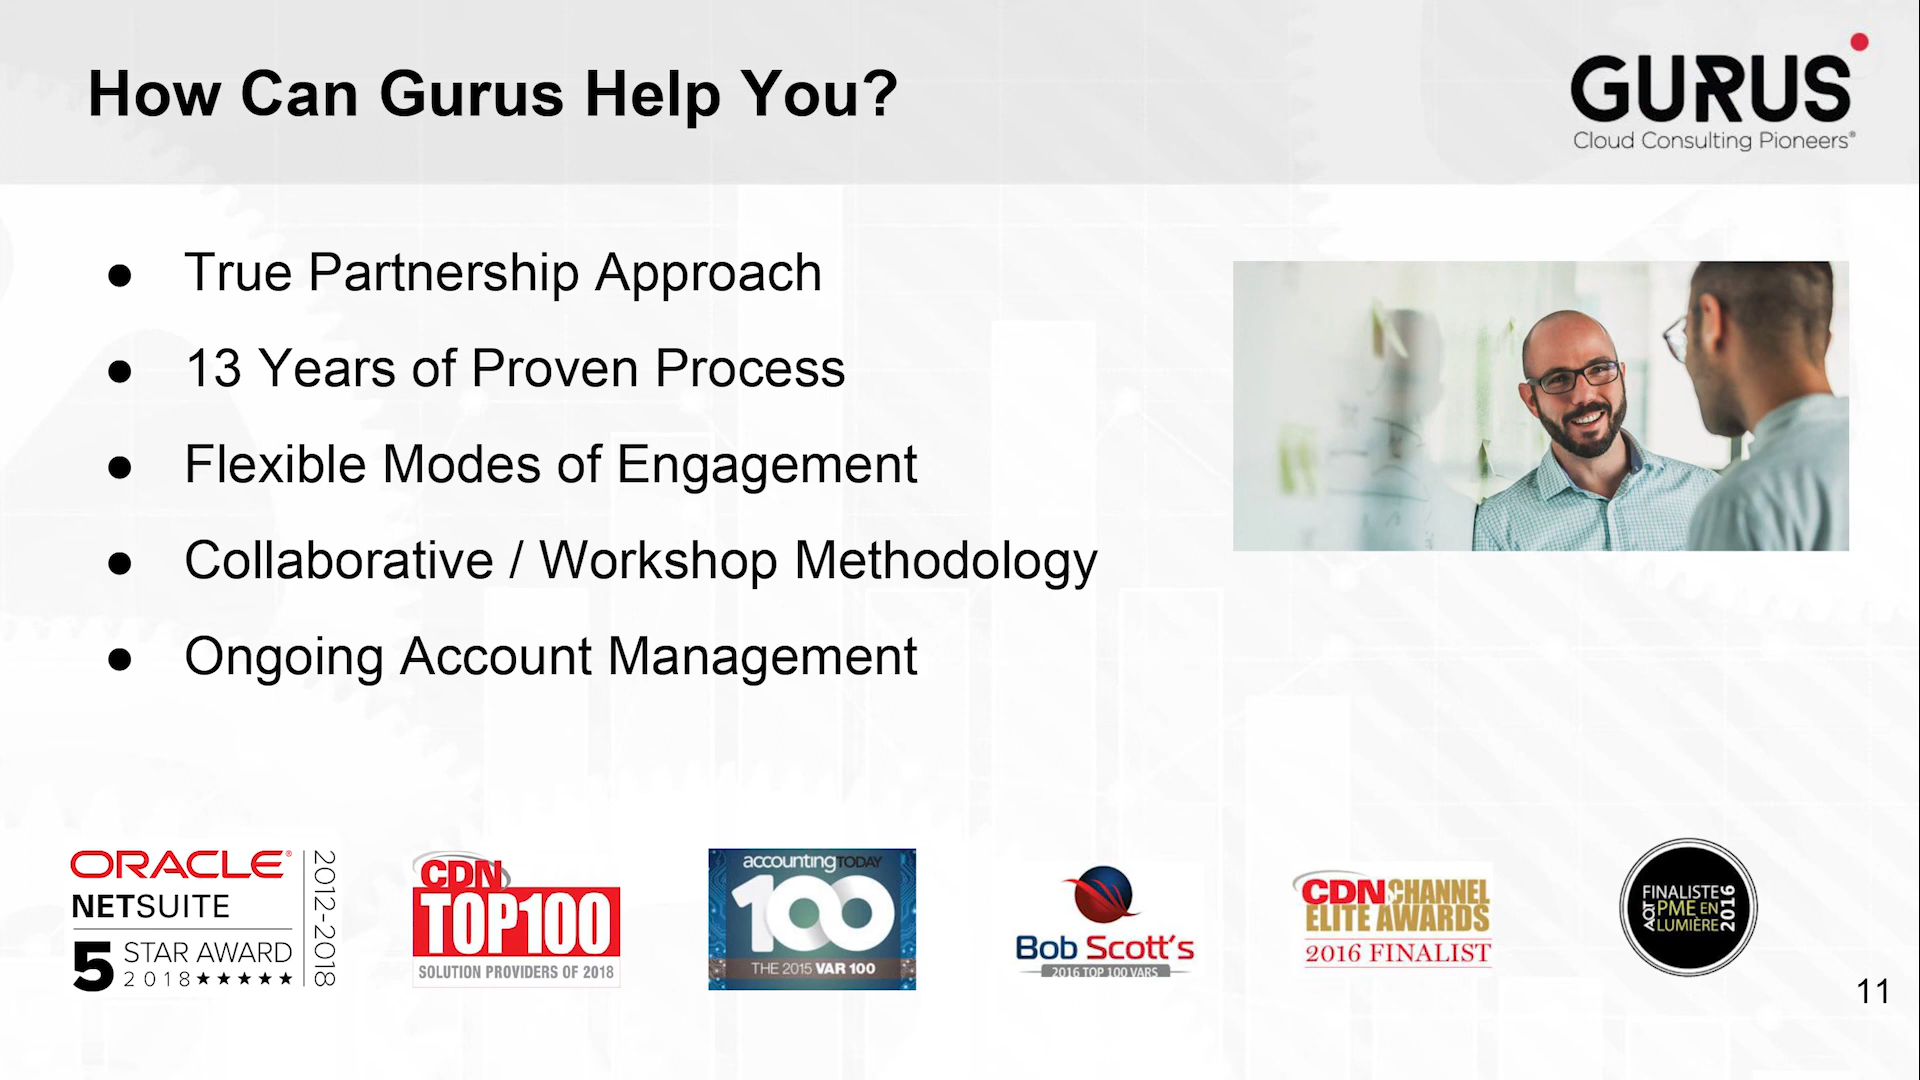 How Can Gurus Help You?
GURUS
Cloud Consulting Pioneers®
● True Partnership Approach
● 13 Years of Proven Process
● Flexible Modes of Engagement
● Collaborative / Workshop Methodology
● Ongoing Account Management
ORACLE®
NETSUITE
5 STAR AWARD
2018★★★★★
2012-2018
CDN
TOP100
SOLUTION PROVIDERS OF 2018
accountingTODAY
100
THE 2015 VAR 100
Bob Scott's
2016 TOP 100 VARS
CDN CHANNEL
ELITE AWARDS
2016 FINALIST
FINALISTE
AQT PME EN
LUMIÈRE
2016
11